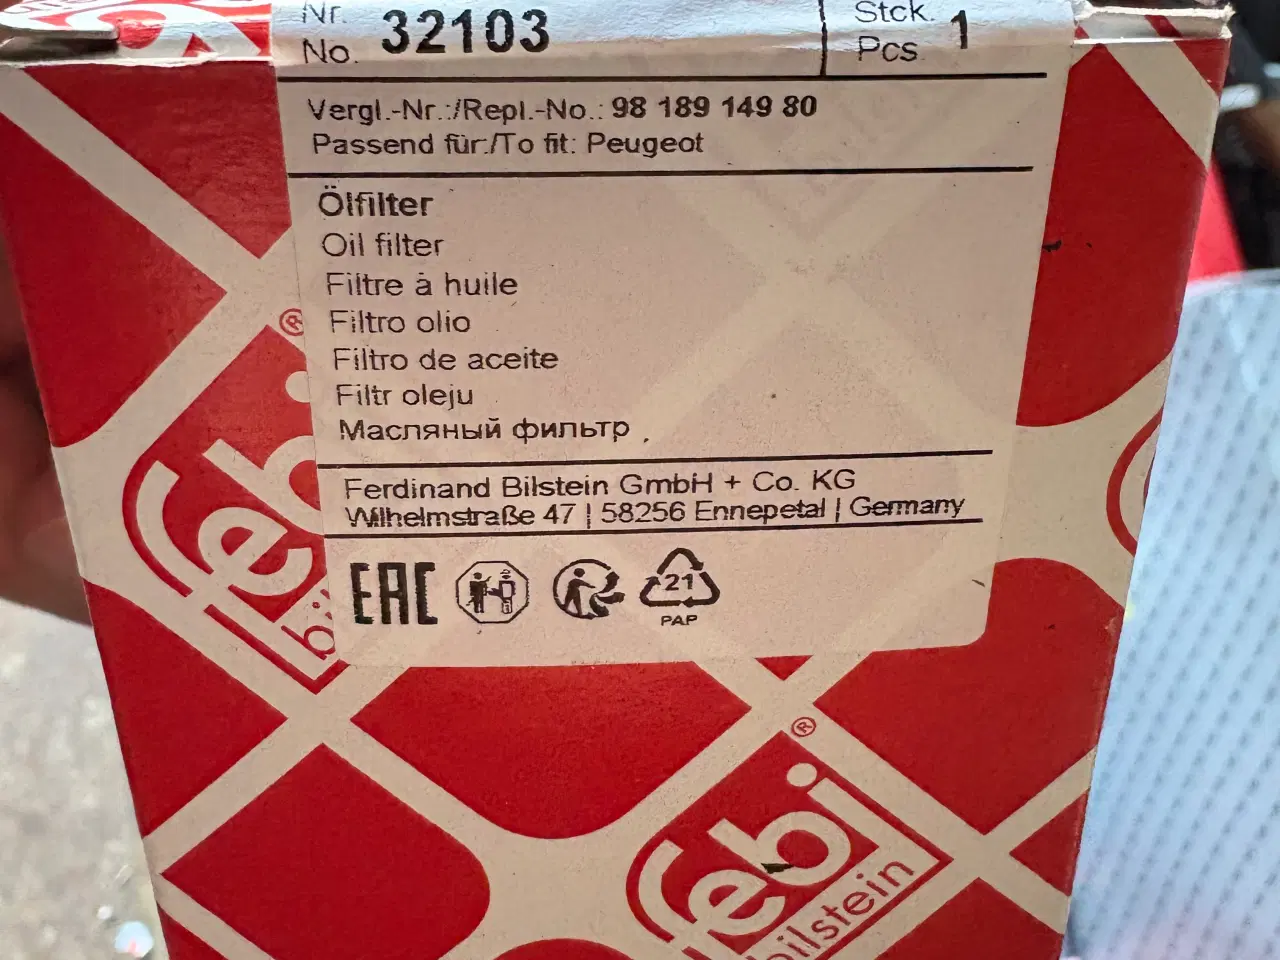 Nr. 32103 Stck. 1
No. Pcs.
Vergl.-Nr.:/Repl.-No.: 98 189 149 80
Passend für:/To fit: Peugeot
Ölfilter
Oil filter
Filtre à huile
Filtro olio
Filtro de aceite
Filtr oleju
Масляный фильтр
Ferdinand Bilstein GmbH + Co. KG
Wilhelmstraße 47 | 58256 Ennepetal | Germany
EAC
21
PAP
febi
bilstein
®
febi
®